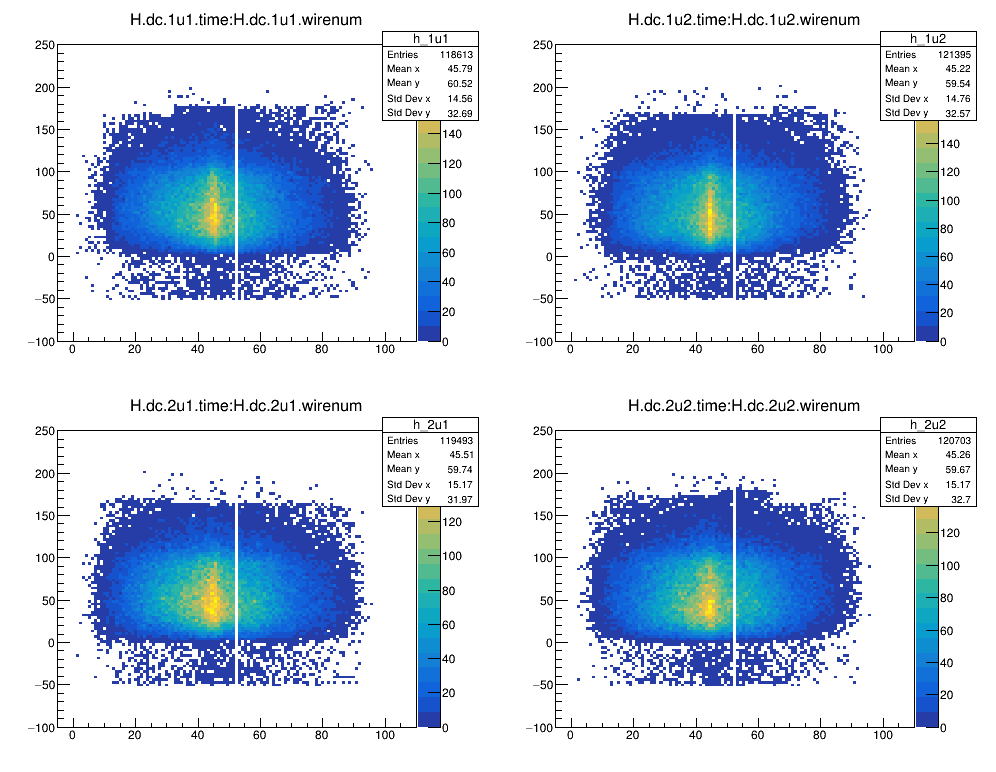 H.dc.1u1.time:H.dc.1u1.wirenum
h_1u1
Entries 118613
Mean x 45.79
Mean y 60.52
Std Dev x 14.56
Std Dev y 32.69
250
200
150
100
50
0
−50
−100
0 20 40 60 80 100
140
120
100
80
60
40
20
0
H.dc.1u2.time:H.dc.1u2.wirenum
h_1u2
Entries 121395
Mean x 45.22
Mean y 59.54
Std Dev x 14.76
Std Dev y 32.57
250
200
150
100
50
0
−50
−100
0 20 40 60 80 100
140
120
100
80
60
40
20
0
H.dc.2u1.time:H.dc.2u1.wirenum
h_2u1
Entries 119493
Mean x 45.51
Mean y 59.74
Std Dev x 15.17
Std Dev y 31.97
250
200
150
100
50
0
−50
−100
0 20 40 60 80 100
120
100
80
60
40
20
0
H.dc.2u2.time:H.dc.2u2.wirenum
h_2u2
Entries 120703
Mean x 45.26
Mean y 59.67
Std Dev x 15.17
Std Dev y 32.7
250
200
150
100
50
0
−50
−100
0 20 40 60 80 100
120
100
80
60
40
20
0